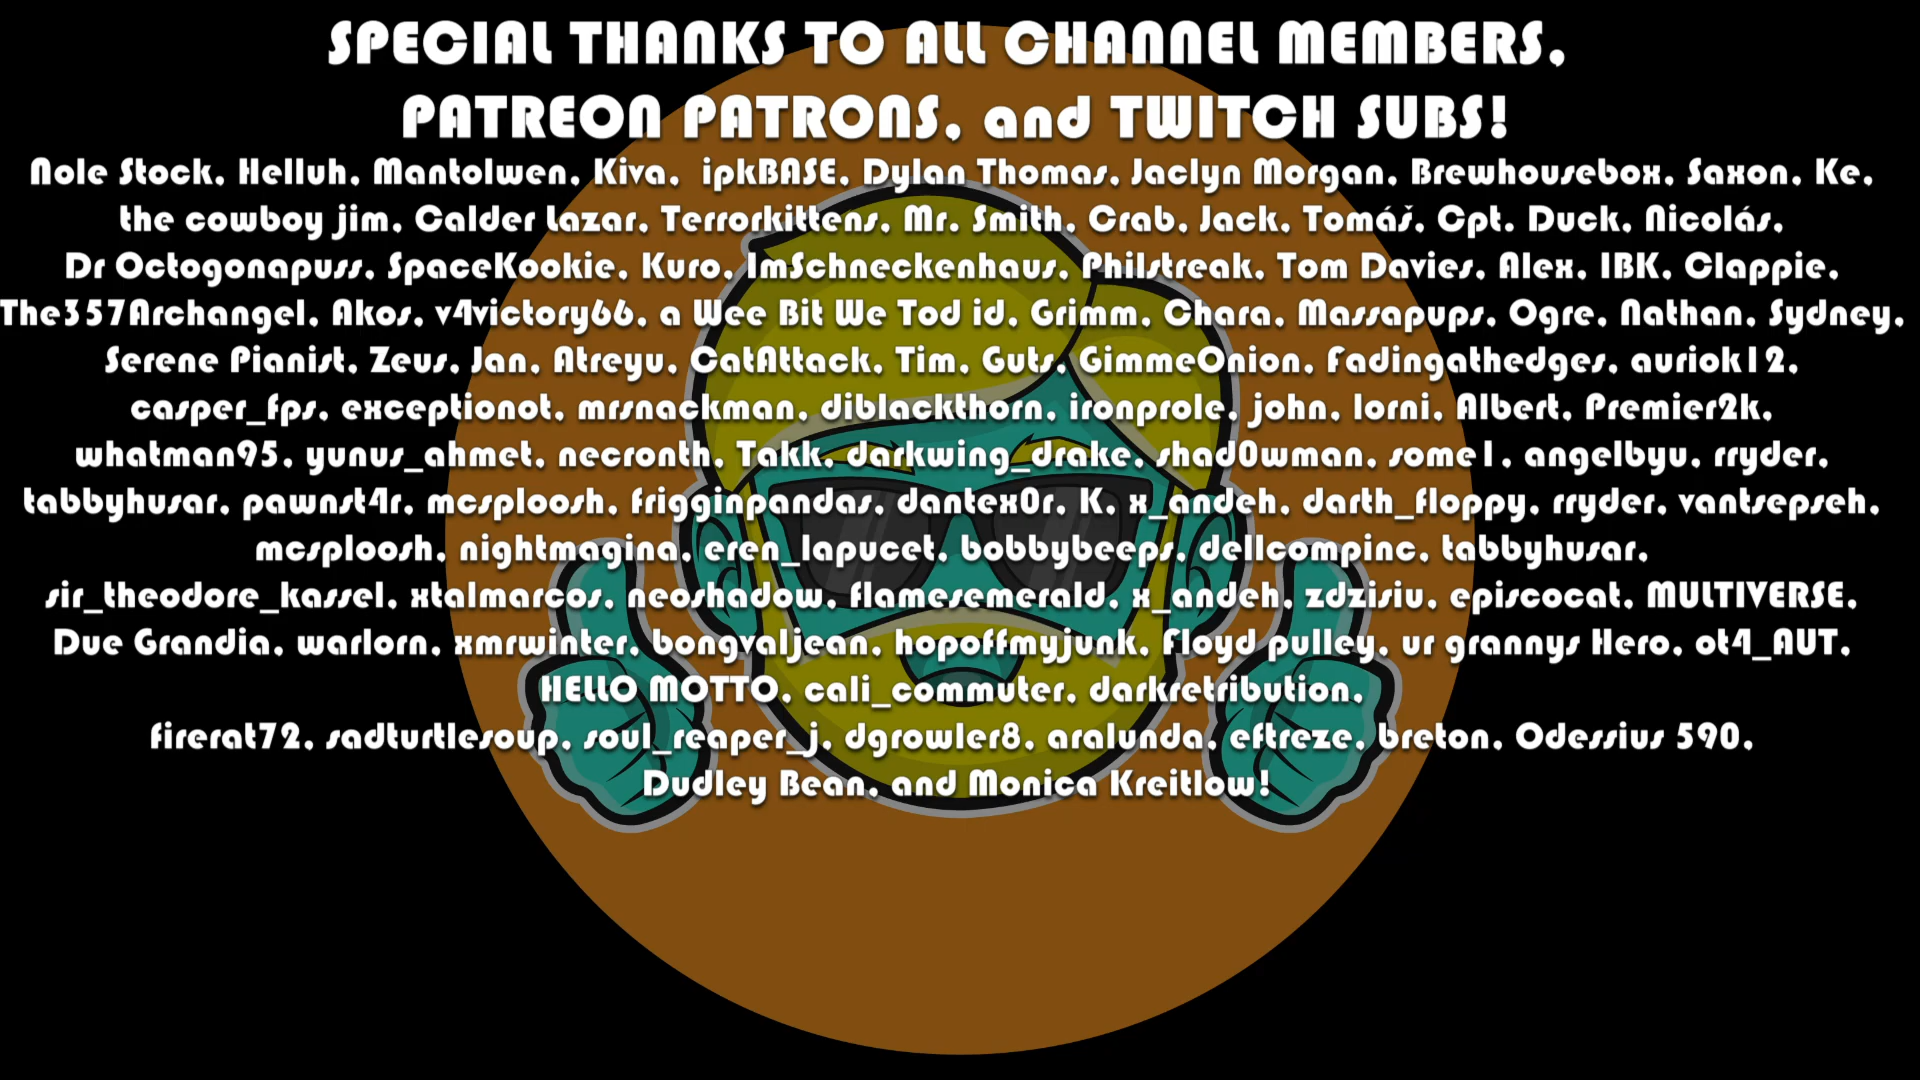 SPECIAL THANKS TO ALL CHANNEL MEMBERS,
PATREON PATRONS, and TWITCH SUBS!
Nole Stock, Helluh, Mantolwen, Kiva,  ipkBASE, Dylan Thomas, Jaclyn Morgan, Brewhousebox, Saxon, Ke,
the cowboy jim, Calder Lazar, Terrorkittens, Mr. Smith, Crab, Jack, Tomáš, Cpt. Duck, Nicolás,
Dr Octogonapuss, SpaceKookie, Kuro, ImSchneckenhaus, Philstreak, Tom Davies, Alex, IBK, Clappie,
The357Archangel, Akos, v4victory66, a Wee Bit We Tod id, Grimm, Chara, Massapups, Ogre, Nathan, Sydney,
Serene Pianist, Zeus, Jan, Atreyu, CatAttack, Tim, Guts, GimmeOnion, Fadingathedges, auriok12,
casper_fps, exceptionot, mrsnackman, diblackthorn, ironprole, john, lorni, Albert, Premier2k,
whatman95, yunus_ahmet, necronth, Takk, darkwing_drake, shad0wman, some1, angelbyu, rryder,
tabbyhusar, pawnst4r, mcsploosh, frigginpandas, dantex0r, K, x_andeh, darth_floppy, rryder, vantsepseh,
mcsploosh, nightmagina, eren_lapucet, bobbybeeps, dellcompinc, tabbyhusar,
sir_theodore_kassel, xtalmarcos, neoshadow, flamesemerald, x_andeh, zdzisiu, episcocat, MULTIVERSE,
Due Grandia, warlorn, xmrwinter, bongvaljean, hopoffmyjunk, Floyd pulley, ur grannys Hero, ot4_AUT,
HELLO MOTTO, cali_commuter, darkretribution,
firerat72, sadturtlesoup, soul_reaper_j, dgrowler8, aralunda, eftreze, breton, Odessius 590,
Dudley Bean, and Monica Kreitlow!